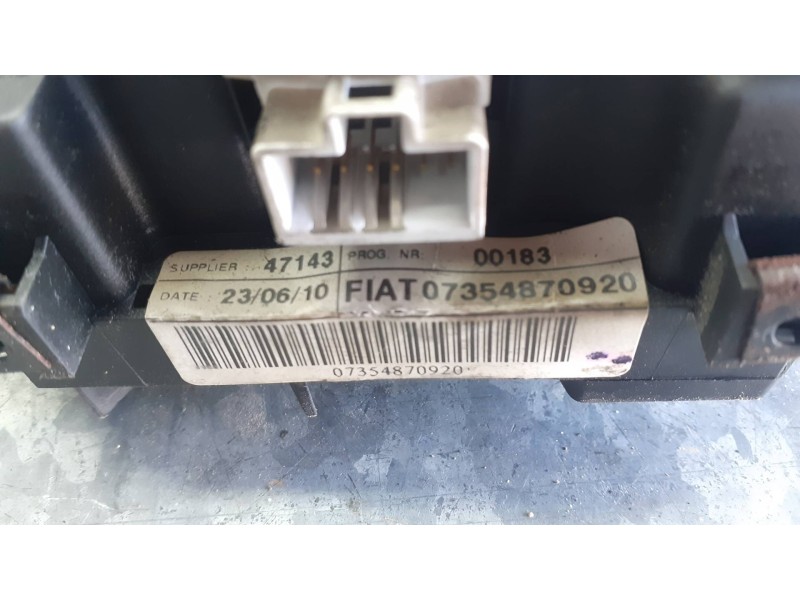 SUPPLIER : 47143 PROG. NR: 00183
DATE : 23/06/10 FIAT 07354870920
07354870920